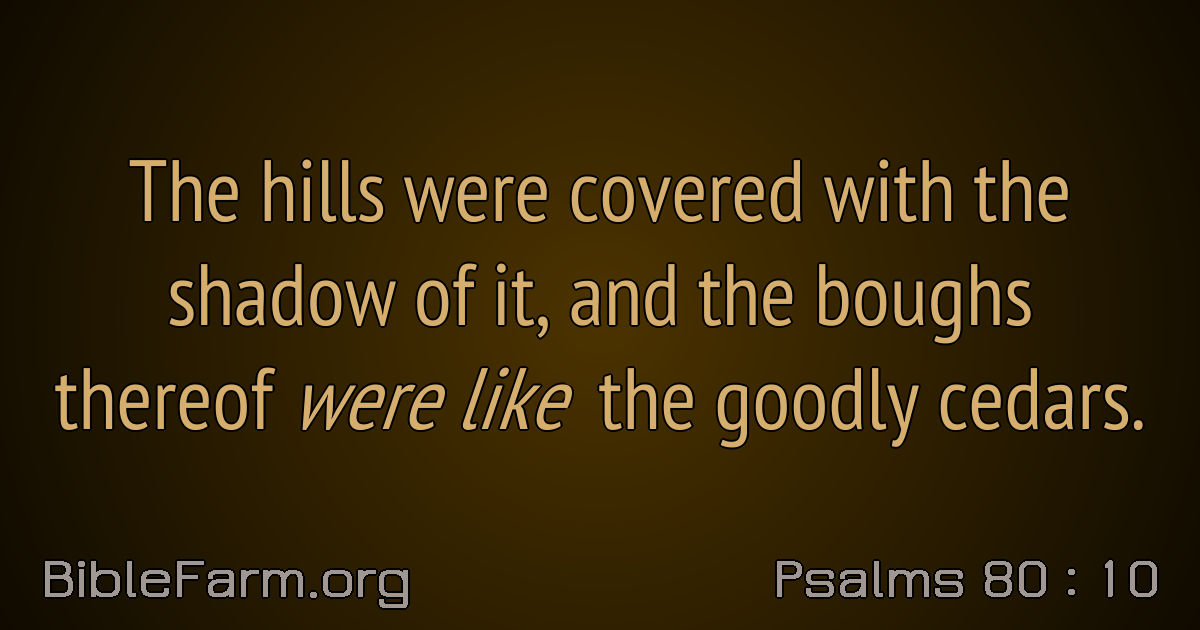 The hills were covered with the
shadow of it, and the boughs
thereof were like the goodly cedars.
BibleFarm.org
Psalms 80 : 10